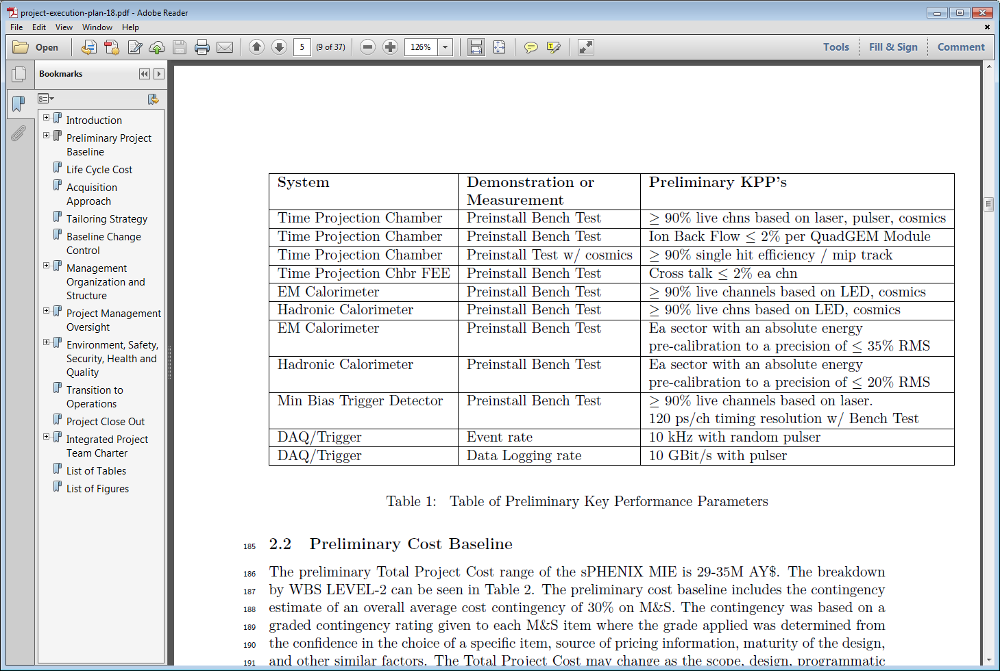 project-execution-plan-18.pdf - Adobe Reader
File Edit View Window Help
Open 5 (9 of 37) 126% Tools Fill & Sign Comment
Bookmarks
Introduction
Preliminary Project
Baseline
Life Cycle Cost
Acquisition
Approach
Tailoring Strategy
Baseline Change
Control
Management
Organization and
Structure
Project Management
Oversight
Environment, Safety,
Security, Health and
Quality
Transition to
Operations
Project Close Out
Integrated Project
Team Charter
List of Tables
List of Figures
System Demonstration or Preliminary KPP's
Measurement
Time Projection Chamber Preinstall Bench Test ≥ 90% live chns based on laser, pulser, cosmics
Time Projection Chamber Preinstall Bench Test Ion Back Flow ≤ 2% per QuadGEM Module
Time Projection Chamber Preinstall Test w/ cosmics ≥ 90% single hit efficiency / mip track
Time Projection Chbr FEE Preinstall Bench Test Cross talk ≤ 2% ea chn
EM Calorimeter Preinstall Bench Test ≥ 90% live channels based on LED, cosmics
Hadronic Calorimeter Preinstall Bench Test ≥ 90% live chns based on LED, cosmics
EM Calorimeter Preinstall Bench Test Ea sector with an absolute energy
pre-calibration to a precision of ≤ 35% RMS
Hadronic Calorimeter Preinstall Bench Test Ea sector with an absolute energy
pre-calibration to a precision of ≤ 20% RMS
Min Bias Trigger Detector Preinstall Bench Test ≥ 90% live channels based on laser.
120 ps/ch timing resolution w/ Bench Test
DAQ/Trigger Event rate 10 kHz with random pulser
DAQ/Trigger Data Logging rate 10 GBit/s with pulser
Table 1: Table of Preliminary Key Performance Parameters
185 2.2 Preliminary Cost Baseline
186 The preliminary Total Project Cost range of the sPHENIX MIE is 29-35M AY$. The breakdown
187 by WBS LEVEL-2 can be seen in Table 2. The preliminary cost baseline includes the contingency
188 estimate of an overall average cost contingency of 30% on M&S. The contingency was based on a
189 graded contingency rating given to each M&S item where the grade applied was determined from
190 the confidence in the choice of a specific item, source of pricing information, maturity of the design,
191 and other similar factors. The Total Project Cost may change as the scope, design, programmatic